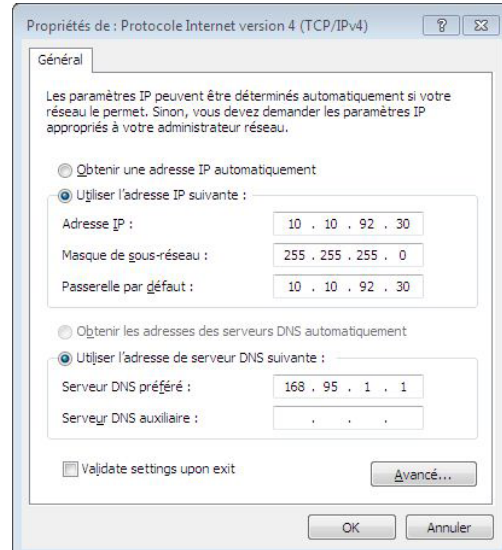 Propriétés de : Protocole Internet version 4 (TCP/IPv4)
Général
Les paramètres IP peuvent être déterminés automatiquement si votre
réseau le permet. Sinon, vous devez demander les paramètres IP
appropriés à votre administrateur réseau.
Obtenir une adresse IP automatiquement
Utiliser l'adresse IP suivante :
Adresse IP : 10 . 10 . 92 . 30
Masque de sous-réseau : 255 . 255 . 255 . 0
Passerelle par défaut : 10 . 10 . 92 . 30
Obtenir les adresses des serveurs DNS automatiquement
Utiliser l'adresse de serveur DNS suivante :
Serveur DNS préféré : 168 . 95 . 1 . 1
Serveur DNS auxiliaire : . . .
Validate settings upon exit
Avancé...
OK Annuler